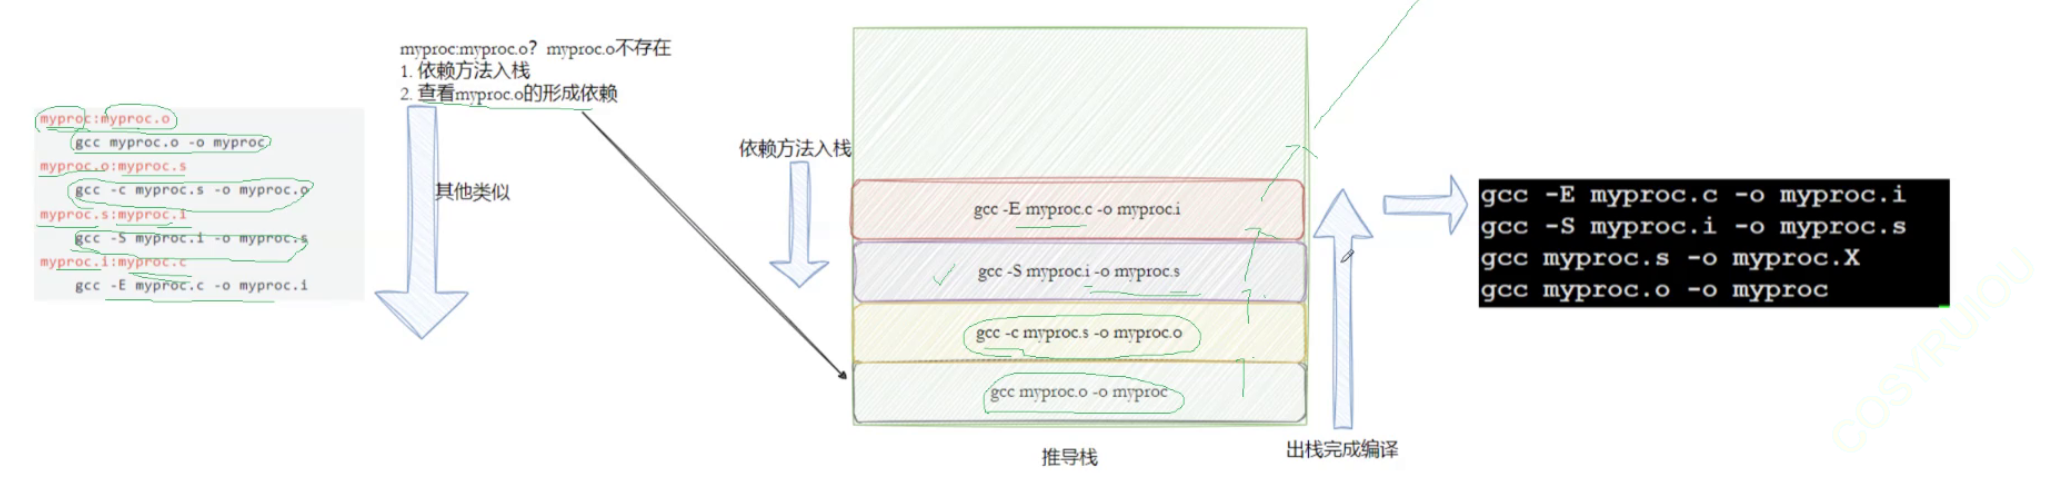 myproc:myproc.o
gcc myproc.o -o myproc
myproc.o:myproc.s
gcc -c myproc.s -o myproc.o
myproc.s:myproc.i
gcc -S myproc.i -o myproc.s
myproc.i:myproc.c
gcc -E myproc.c -o myproc.i
myproc:myproc.o？myproc.o不存在
1. 依赖方法入栈
2. 查看myproc.o的形成依赖
其他类似
依赖方法入栈
gcc -E myproc.c -o myproc.i
gcc -S myproc.i -o myproc.s
gcc -c myproc.s -o myproc.o
gcc myproc.o -o myproc
推导栈
出栈完成编译
gcc -E myproc.c -o myproc.i
gcc -S myproc.i -o myproc.s
gcc myproc.s -o myproc.X
gcc myproc.o -o myproc
COSYRUIOU